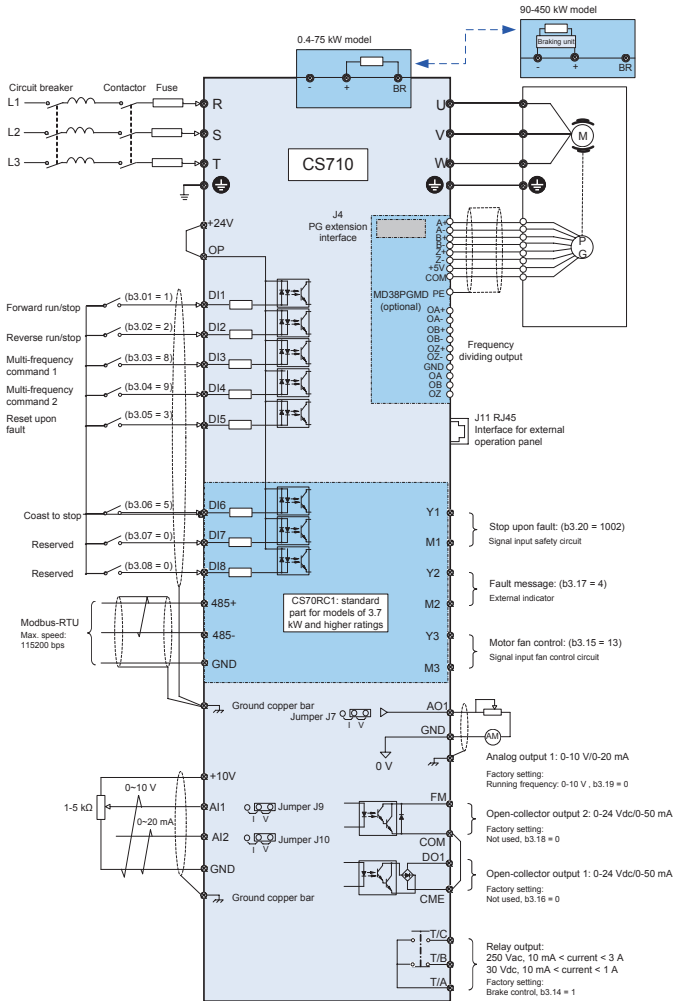 90-450 kW model
Braking unit
- + BR
0.4-75 kW model
- + BR
Circuit breaker Contactor Fuse
L1 R U
L2 S V M
L3 T W
CS710
+24V
OP
J4
PG extension
interface
A+
A-
B+
B-
Z+
Z-
+5V
COM
P
G
MD38PGMD PE
(optional)
OA+
OA-
OB+
OB-
OZ+
OZ-
GND
OA
OB
OZ
Frequency
dividing output
Forward run/stop (b3.01 = 1) DI1
Reverse run/stop (b3.02 = 2) DI2
Multi-frequency
command 1 (b3.03 = 8) DI3
Multi-frequency
command 2 (b3.04 = 9) DI4
Reset upon
fault (b3.05 = 3) DI5
J11 RJ45
Interface for external
operation panel
Coast to stop (b3.06 = 5) DI6
Reserved (b3.07 = 0) DI7
Reserved (b3.08 = 0) DI8
Y1
M1
Stop upon fault: (b3.20 = 1002)
Signal input safety circuit
Y2
M2
Fault message: (b3.17 = 4)
External indicator
Y3
M3
Motor fan control: (b3.15 = 13)
Signal input fan control circuit
CS70RC1: standard
part for models of 3.7
kW and higher ratings
Modbus-RTU
Max. speed:
115200 bps
485+
485-
GND
Ground copper bar
Jumper J7
I V
AO1
GND
0 V
AM
Analog output 1: 0-10 V/0-20 mA
Factory setting:
Running frequency: 0-10 V , b3.19 = 0
+10V
0~10 V
1-5 kΩ
AI1 Jumper J9
I V
0~20 mA
AI2 Jumper J10
I V
GND
Ground copper bar
FM
COM
Open-collector output 2: 0-24 Vdc/0-50 mA
Factory setting:
Not used, b3.18 = 0
DO1
CME
Open-collector output 1: 0-24 Vdc/0-50 mA
Factory setting:
Not used, b3.16 = 0
T/C
T/B
T/A
Relay output:
250 Vac, 10 mA < current < 3 A
30 Vdc, 10 mA < current < 1 A
Factory setting:
Brake control, b3.14 = 1